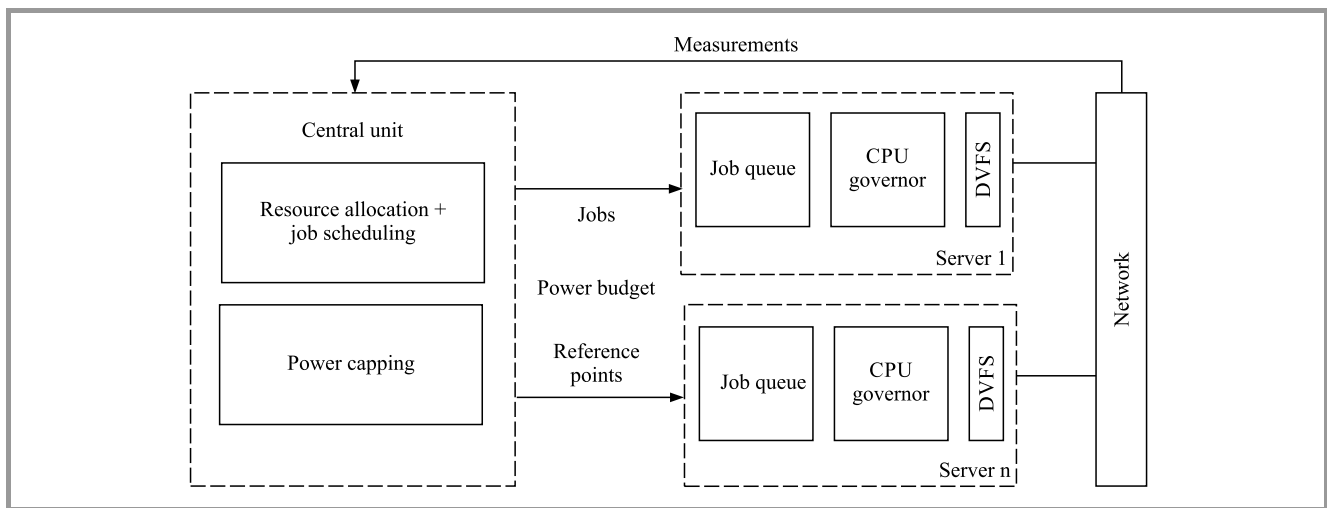 Measurements
Central unit
Resource allocation +
job scheduling
Power capping
Jobs
Power budget
Reference
points
Job queue
CPU
governor
DVFS
Server 1
Job queue
CPU
governor
DVFS
Server n
Network